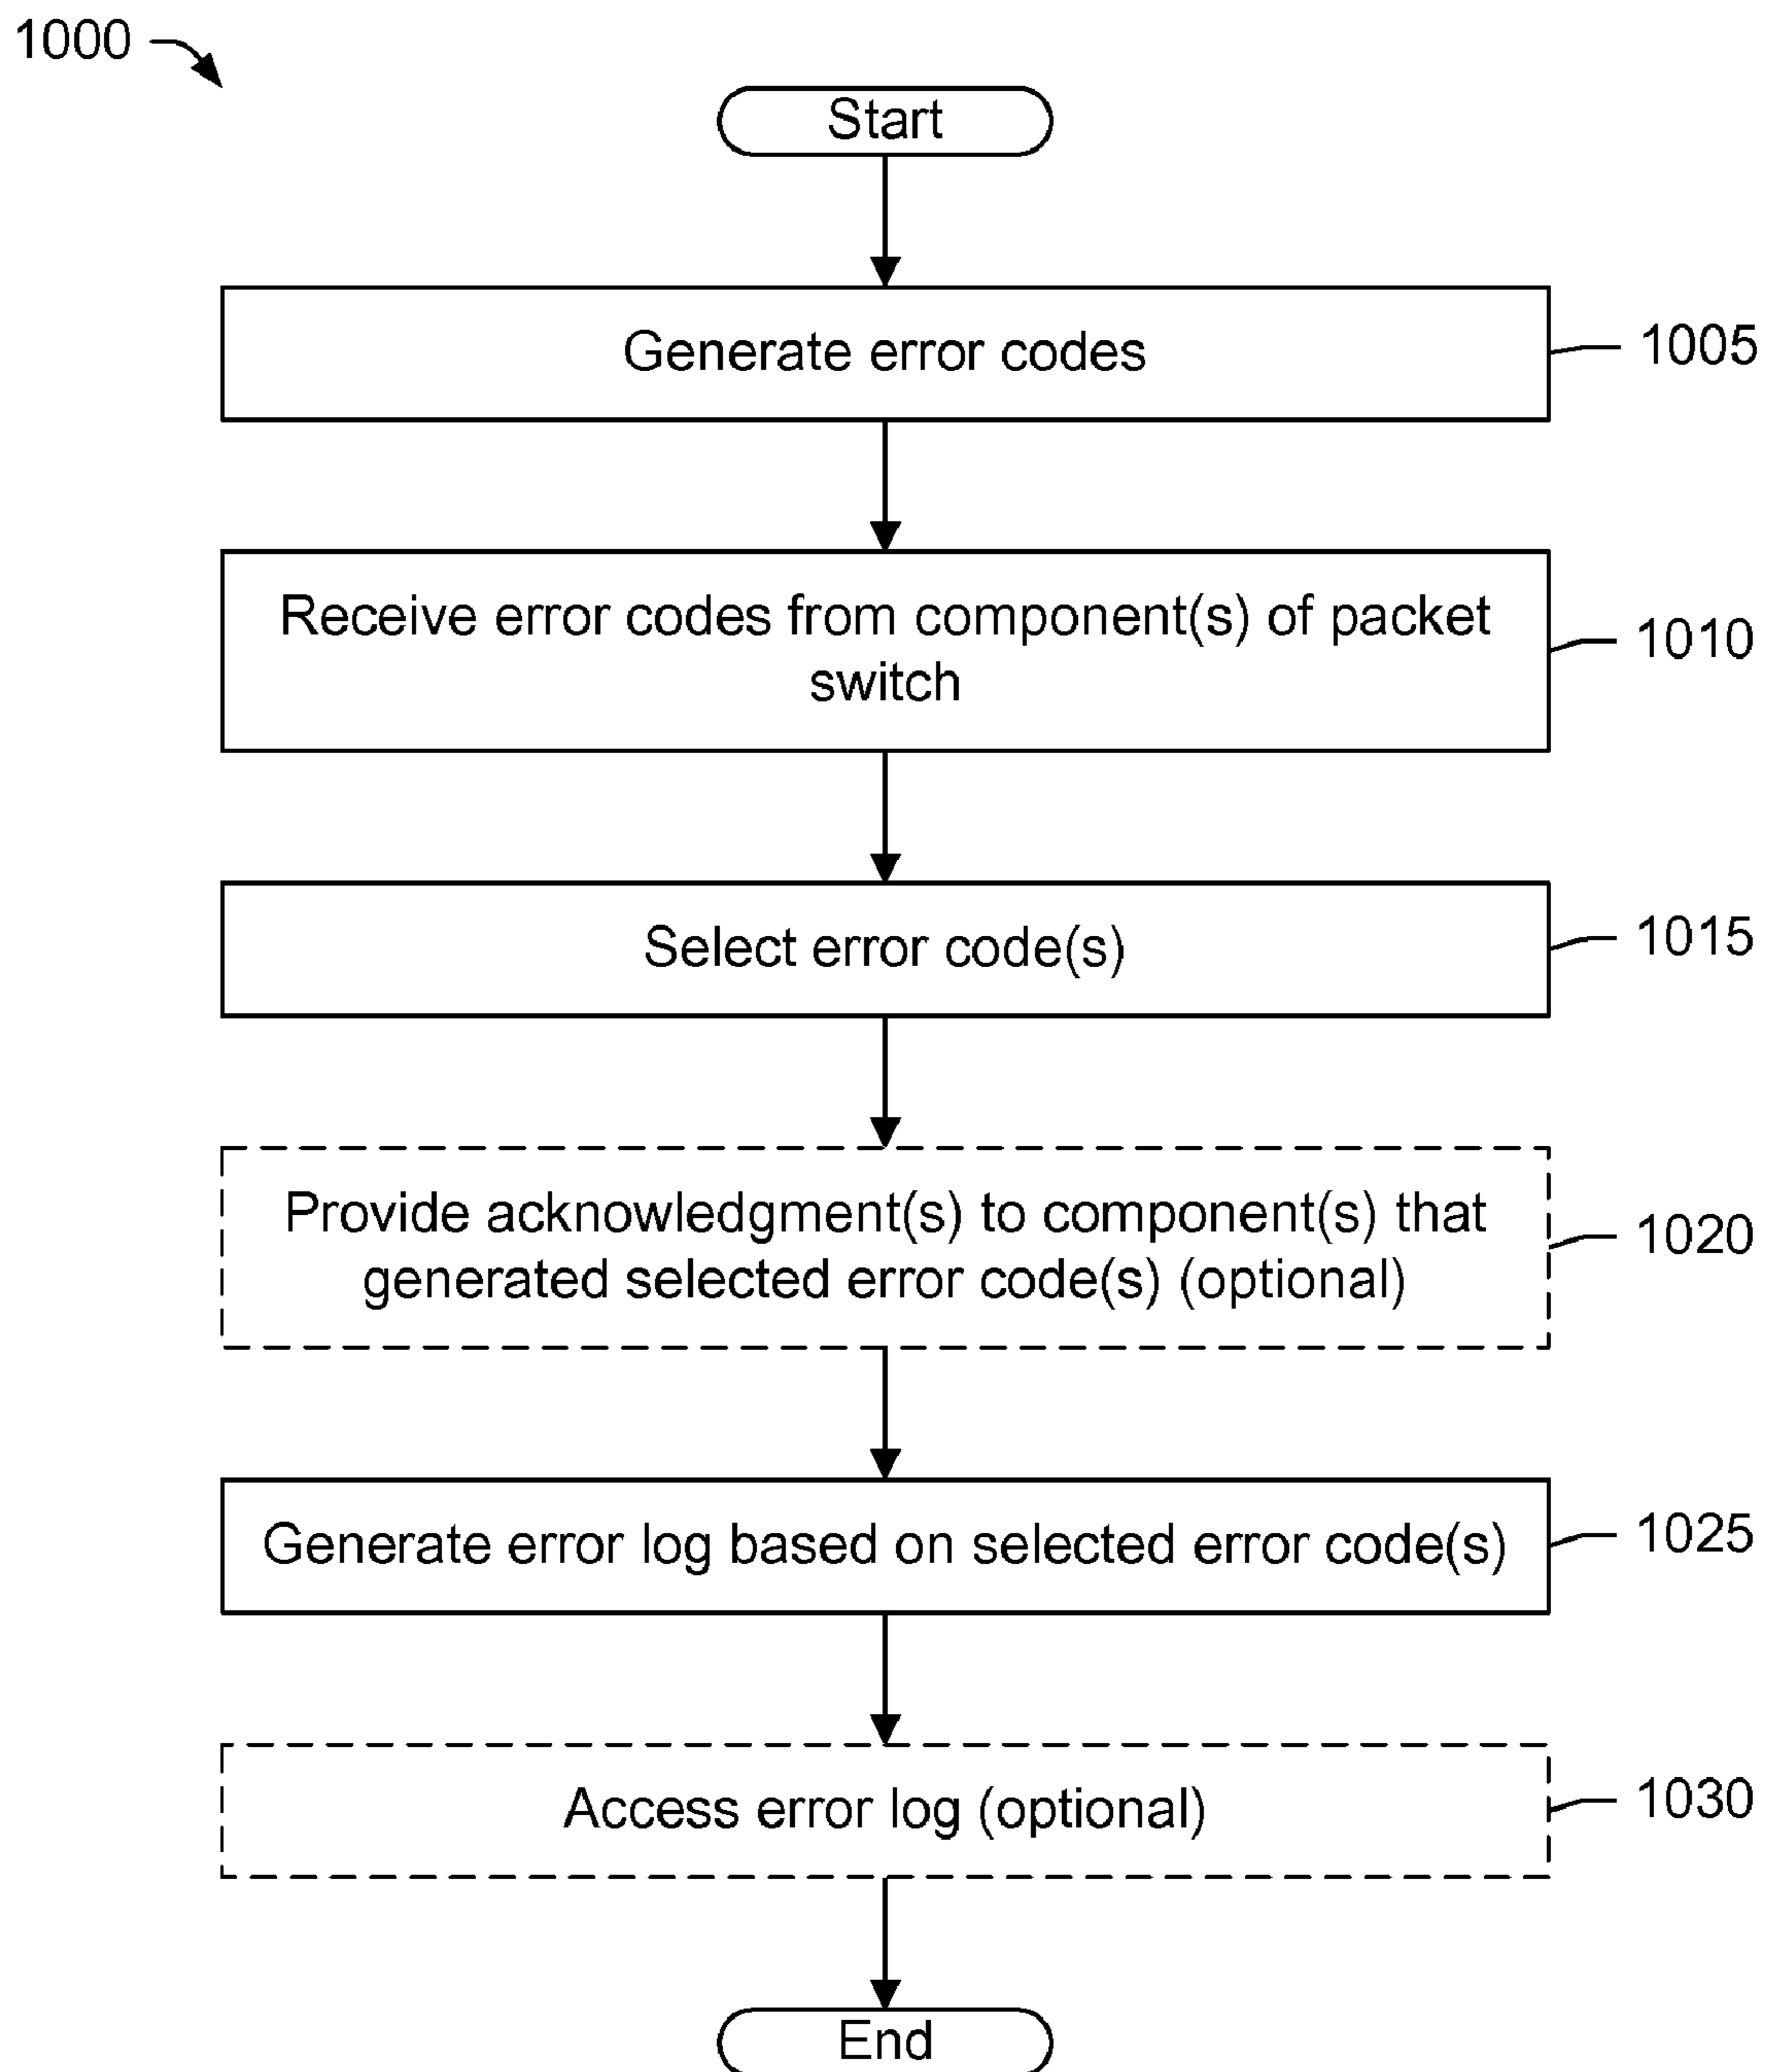 1000
Start
Generate error codes
1005
Receive error codes from component(s) of packet
switch
1010
Select error code(s)
1015
Provide acknowledgment(s) to component(s) that
generated selected error code(s) (optional)
1020
Generate error log based on selected error code(s)
1025
Access error log (optional)
1030
End